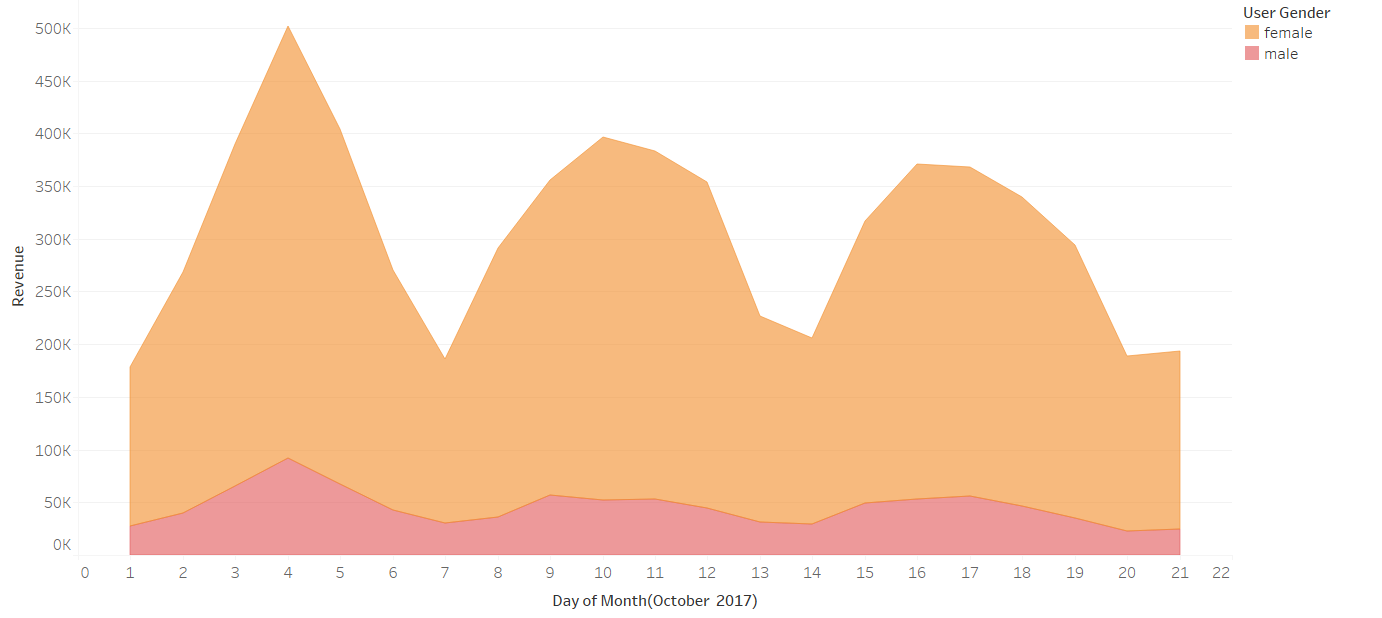 User Gender
female
male
500K
450K
400K
350K
300K
250K
200K
150K
100K
50K
0K
Revenue
0 1 2 3 4 5 6 7 8 9 10 11 12 13 14 15 16 17 18 19 20 21 22
Day of Month(October 2017)